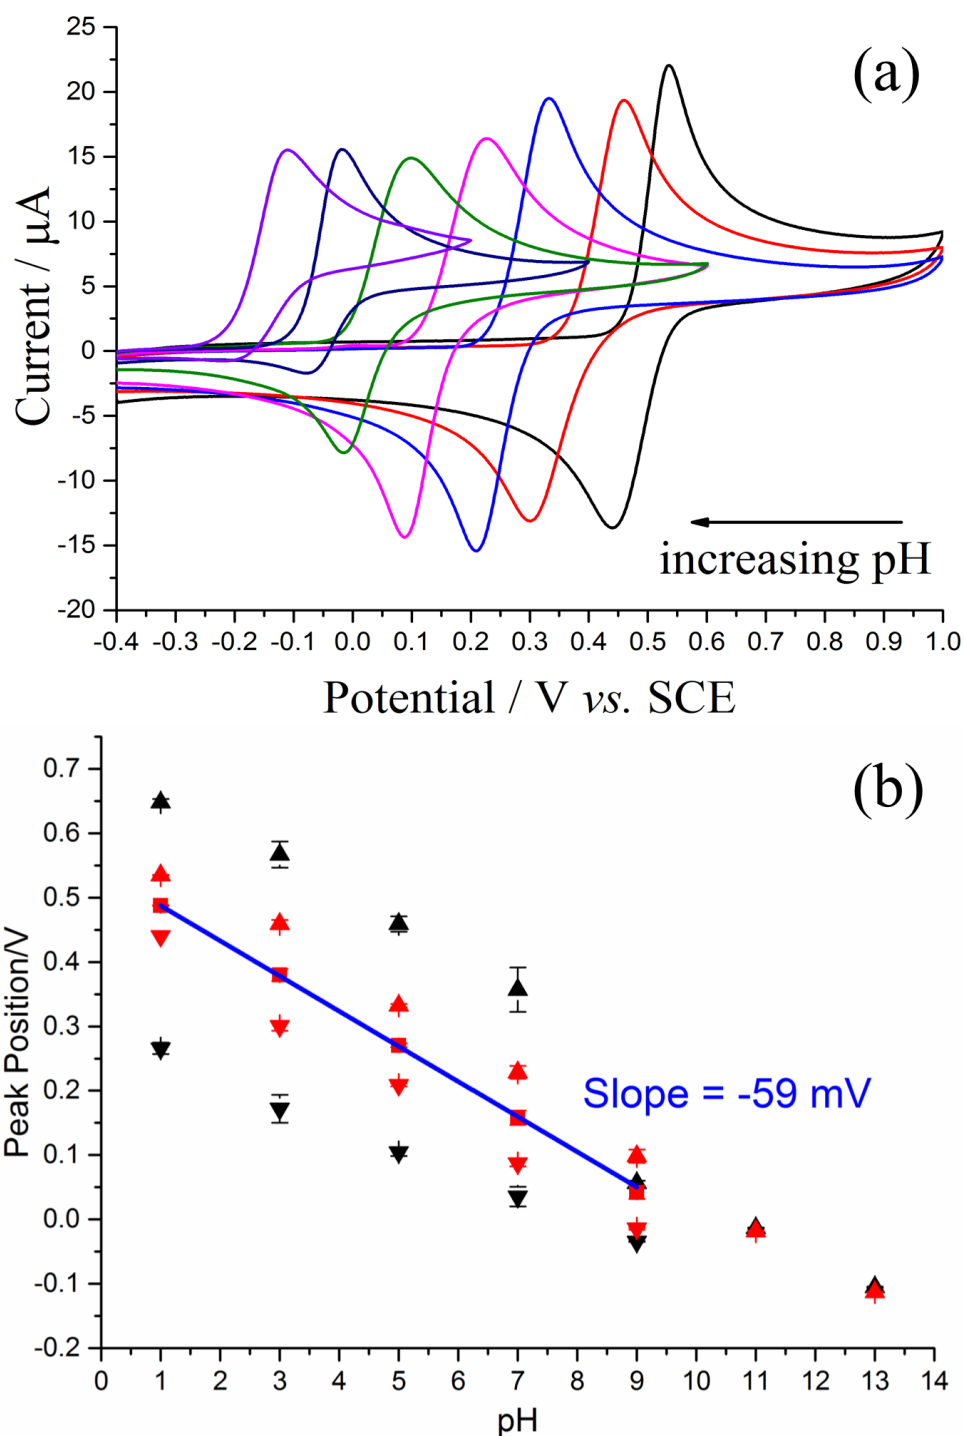 (a)
25
20
15
10
5
0
-5
-10
-15
-20
Current / µA
increasing pH
-0.4 -0.3 -0.2 -0.1 0.0 0.1 0.2 0.3 0.4 0.5 0.6 0.7 0.8 0.9 1.0
Potential / V vs. SCE
(b)
0.7
0.6
0.5
0.4
0.3
0.2
0.1
0.0
-0.1
-0.2
Peak Position/V
Slope = -59 mV
0 1 2 3 4 5 6 7 8 9 10 11 12 13 14
pH